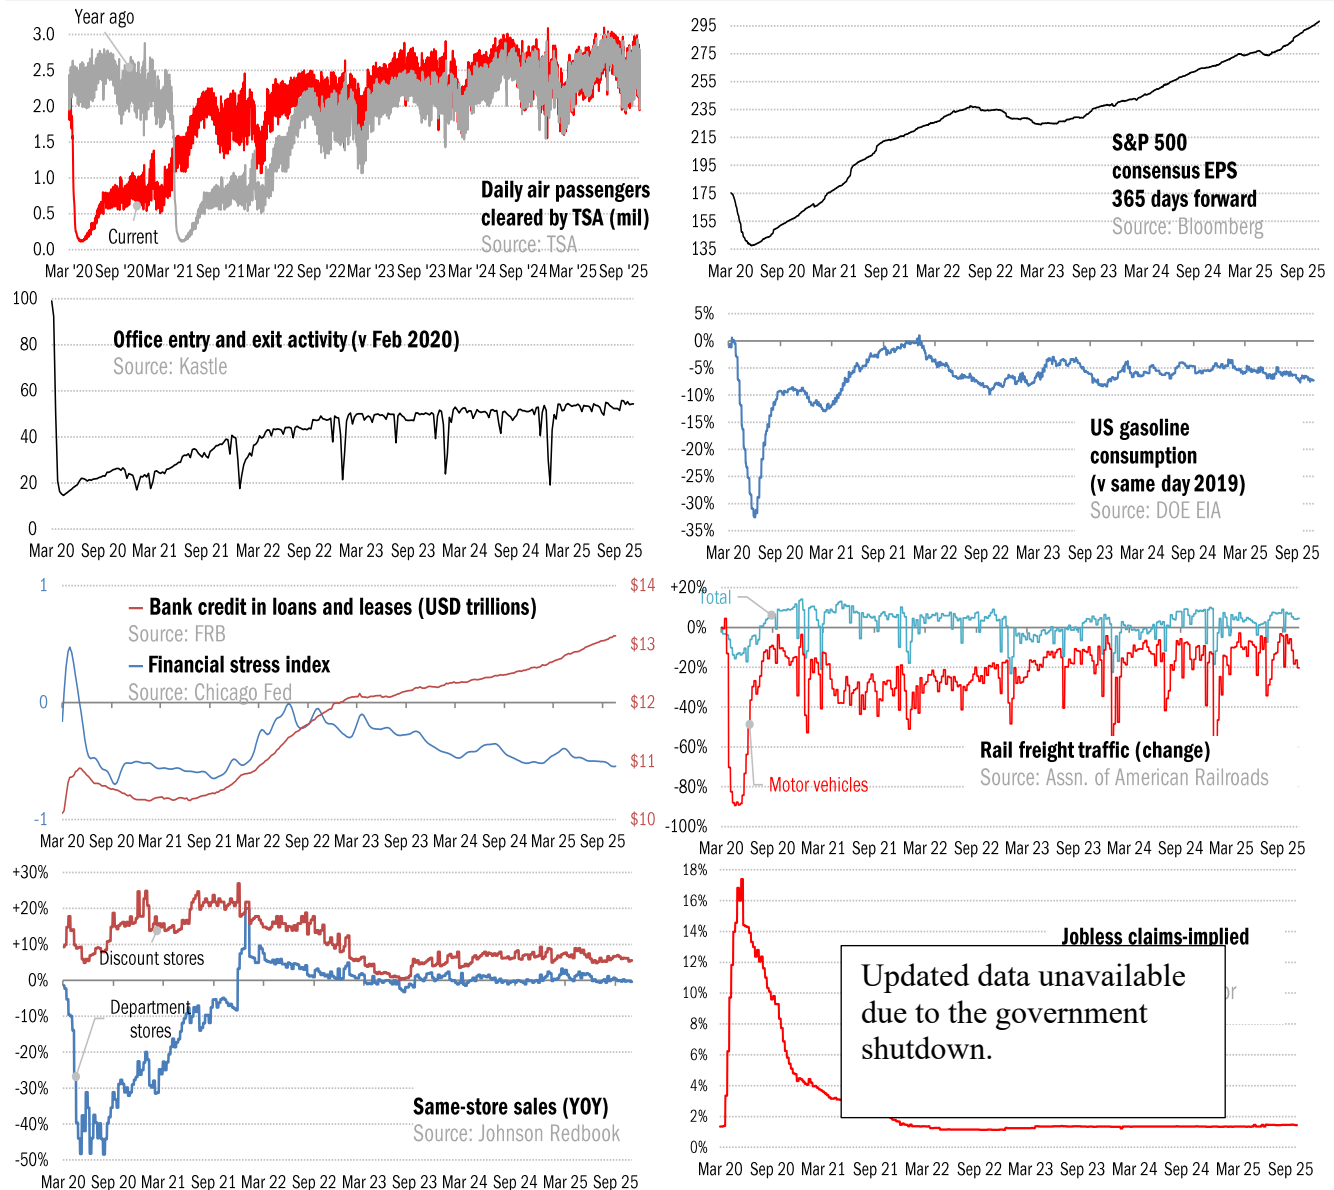 Year ago
3.0
2.5
2.0
1.5
1.0
0.5
0.0
Current
Daily air passengers
cleared by TSA (mil)
Source: TSA
Mar '20 Sep '20 Mar '21 Sep '21 Mar '22 Sep '22 Mar '23 Sep '23 Mar '24 Sep '24 Mar '25 Sep '25
295
275
255
235
215
195
175
155
135
S&P 500
consensus EPS
365 days forward
Source: Bloomberg
Mar 20 Sep 20 Mar 21 Sep 21 Mar 22 Sep 22 Mar 23 Sep 23 Mar 24 Sep 24 Mar 25 Sep 25
100
80
60
40
20
0
Office entry and exit activity (v Feb 2020)
Source: Kastle
Mar 20 Sep 20 Mar 21 Sep 21 Mar 22 Sep 22 Mar 23 Sep 23 Mar 24 Sep 24 Mar 25 Sep 25
5%
0%
-5%
-10%
-15%
-20%
-25%
-30%
-35%
US gasoline
consumption
(v same day 2019)
Source: DOE EIA
Mar 20 Sep 20 Mar 21 Sep 21 Mar 22 Sep 22 Mar 23 Sep 23 Mar 24 Sep 24 Mar 25 Sep 25
1
0
-1
Bank credit in loans and leases (USD trillions)
Source: FRB
Financial stress index
Source: Chicago Fed
$14
$13
$12
$11
$10
Mar 20 Sep 20 Mar 21 Sep 21 Mar 22 Sep 22 Mar 23 Sep 23 Mar 24 Sep 24 Mar 25 Sep 25
+20%
0%
-20%
-40%
-60%
-80%
-100%
Total
Motor vehicles
Rail freight traffic (change)
Source: Assn. of American Railroads
Mar 20 Sep 20 Mar 21 Sep 21 Mar 22 Sep 22 Mar 23 Sep 23 Mar 24 Sep 24 Mar 25 Sep 25
+30%
+20%
+10%
0%
-10%
-20%
-30%
-40%
-50%
Discount stores
Department
stores
Same-store sales (YOY)
Source: Johnson Redbook
Mar 20 Sep 20 Mar 21 Sep 21 Mar 22 Sep 22 Mar 23 Sep 23 Mar 24 Sep 24 Mar 25 Sep 25
18%
16%
14%
12%
10%
8%
6%
4%
2%
0%
Jobless claims-implied
Updated data unavailable
due to the government
shutdown.
Mar 20 Sep 20 Mar 21 Sep 21 Mar 22 Sep 22 Mar 23 Sep 23 Mar 24 Sep 24 Mar 25 Sep 25